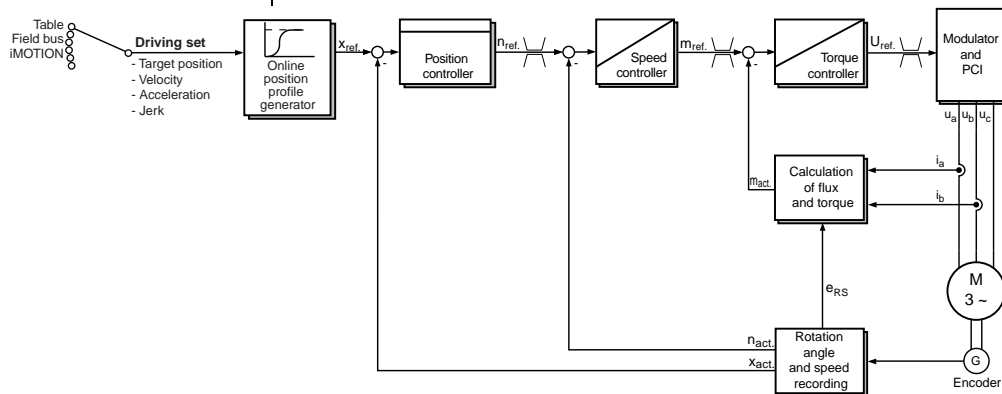 Table
Field bus
iMOTION
Driving set
- Target position
- Velocity
- Acceleration
- Jerk
Online
position
profile
generator
xref.
-
Position
controller
nref.
-
Speed
controller
mref.
-
Torque
controller
Uref.
Modulator
and
PCI
ua ub uc
ia
ib
mact.
Calculation
of flux
and torque
eRS
M
3 ~
nact.
xact.
Rotation
angle
and speed
recording
G
Encoder